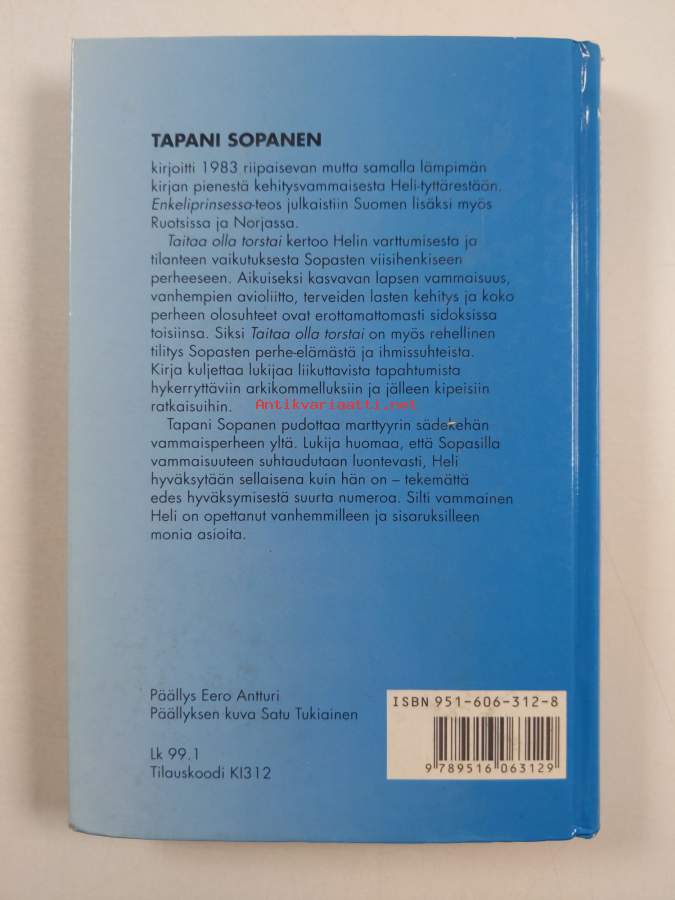 TAPANI SOPANEN
kirjoitti 1983 riipaisevan mutta samalla lämpimän
kirjan pienestä kehitysvammaisesta Heli-tyttärestään.
Enkeliprinsessa-teos julkaistiin Suomen lisäksi myös
Ruotsissa ja Norjassa.
Taitaa olla torstai kertoo Helin varttumisesta ja
tilanteen vaikutuksesta Sopasten viisihenkiseen
perheeseen. Aikuiseksi kasvavan lapsen vammaisuus,
vanhempien avioliitto, terveiden lasten kehitys ja koko
perheen olosuhteet ovat erottamattomasti sidoksissa
toisiinsa. Siksi Taitaa olla torstai on myös rehellinen
tilitys Sopasten perhe-elämästä ja ihmissuhteista.
Kirja kuljettaa lukijaa liikuttavista tapahtumista
hykerryttäviin arkikommelluksiin ja jälleen kipeisiin
ratkaisuihin.
Antikvariaatti.net
Tapani Sopanen pudottaa marttyyrin sädekehän
vammaisperheen yltä. Lukija huomaa, että Sopasilla
vammaisuuteen suhtaudutaan luontevasti, Heli
hyväksytään sellaisena kuin hän on – tekemättä
edes hyväksymisestä suurta numeroa. Silti vammainen
Heli on opettanut vanhemmilleen ja sisaruksilleen
monia asioita.
Päällys Eero Antturi
Päällyksen kuva Satu Tukiainen
Lk 99.1
Tilauskoodi KI312
ISBN 951-606-312-8
9 789516 063129